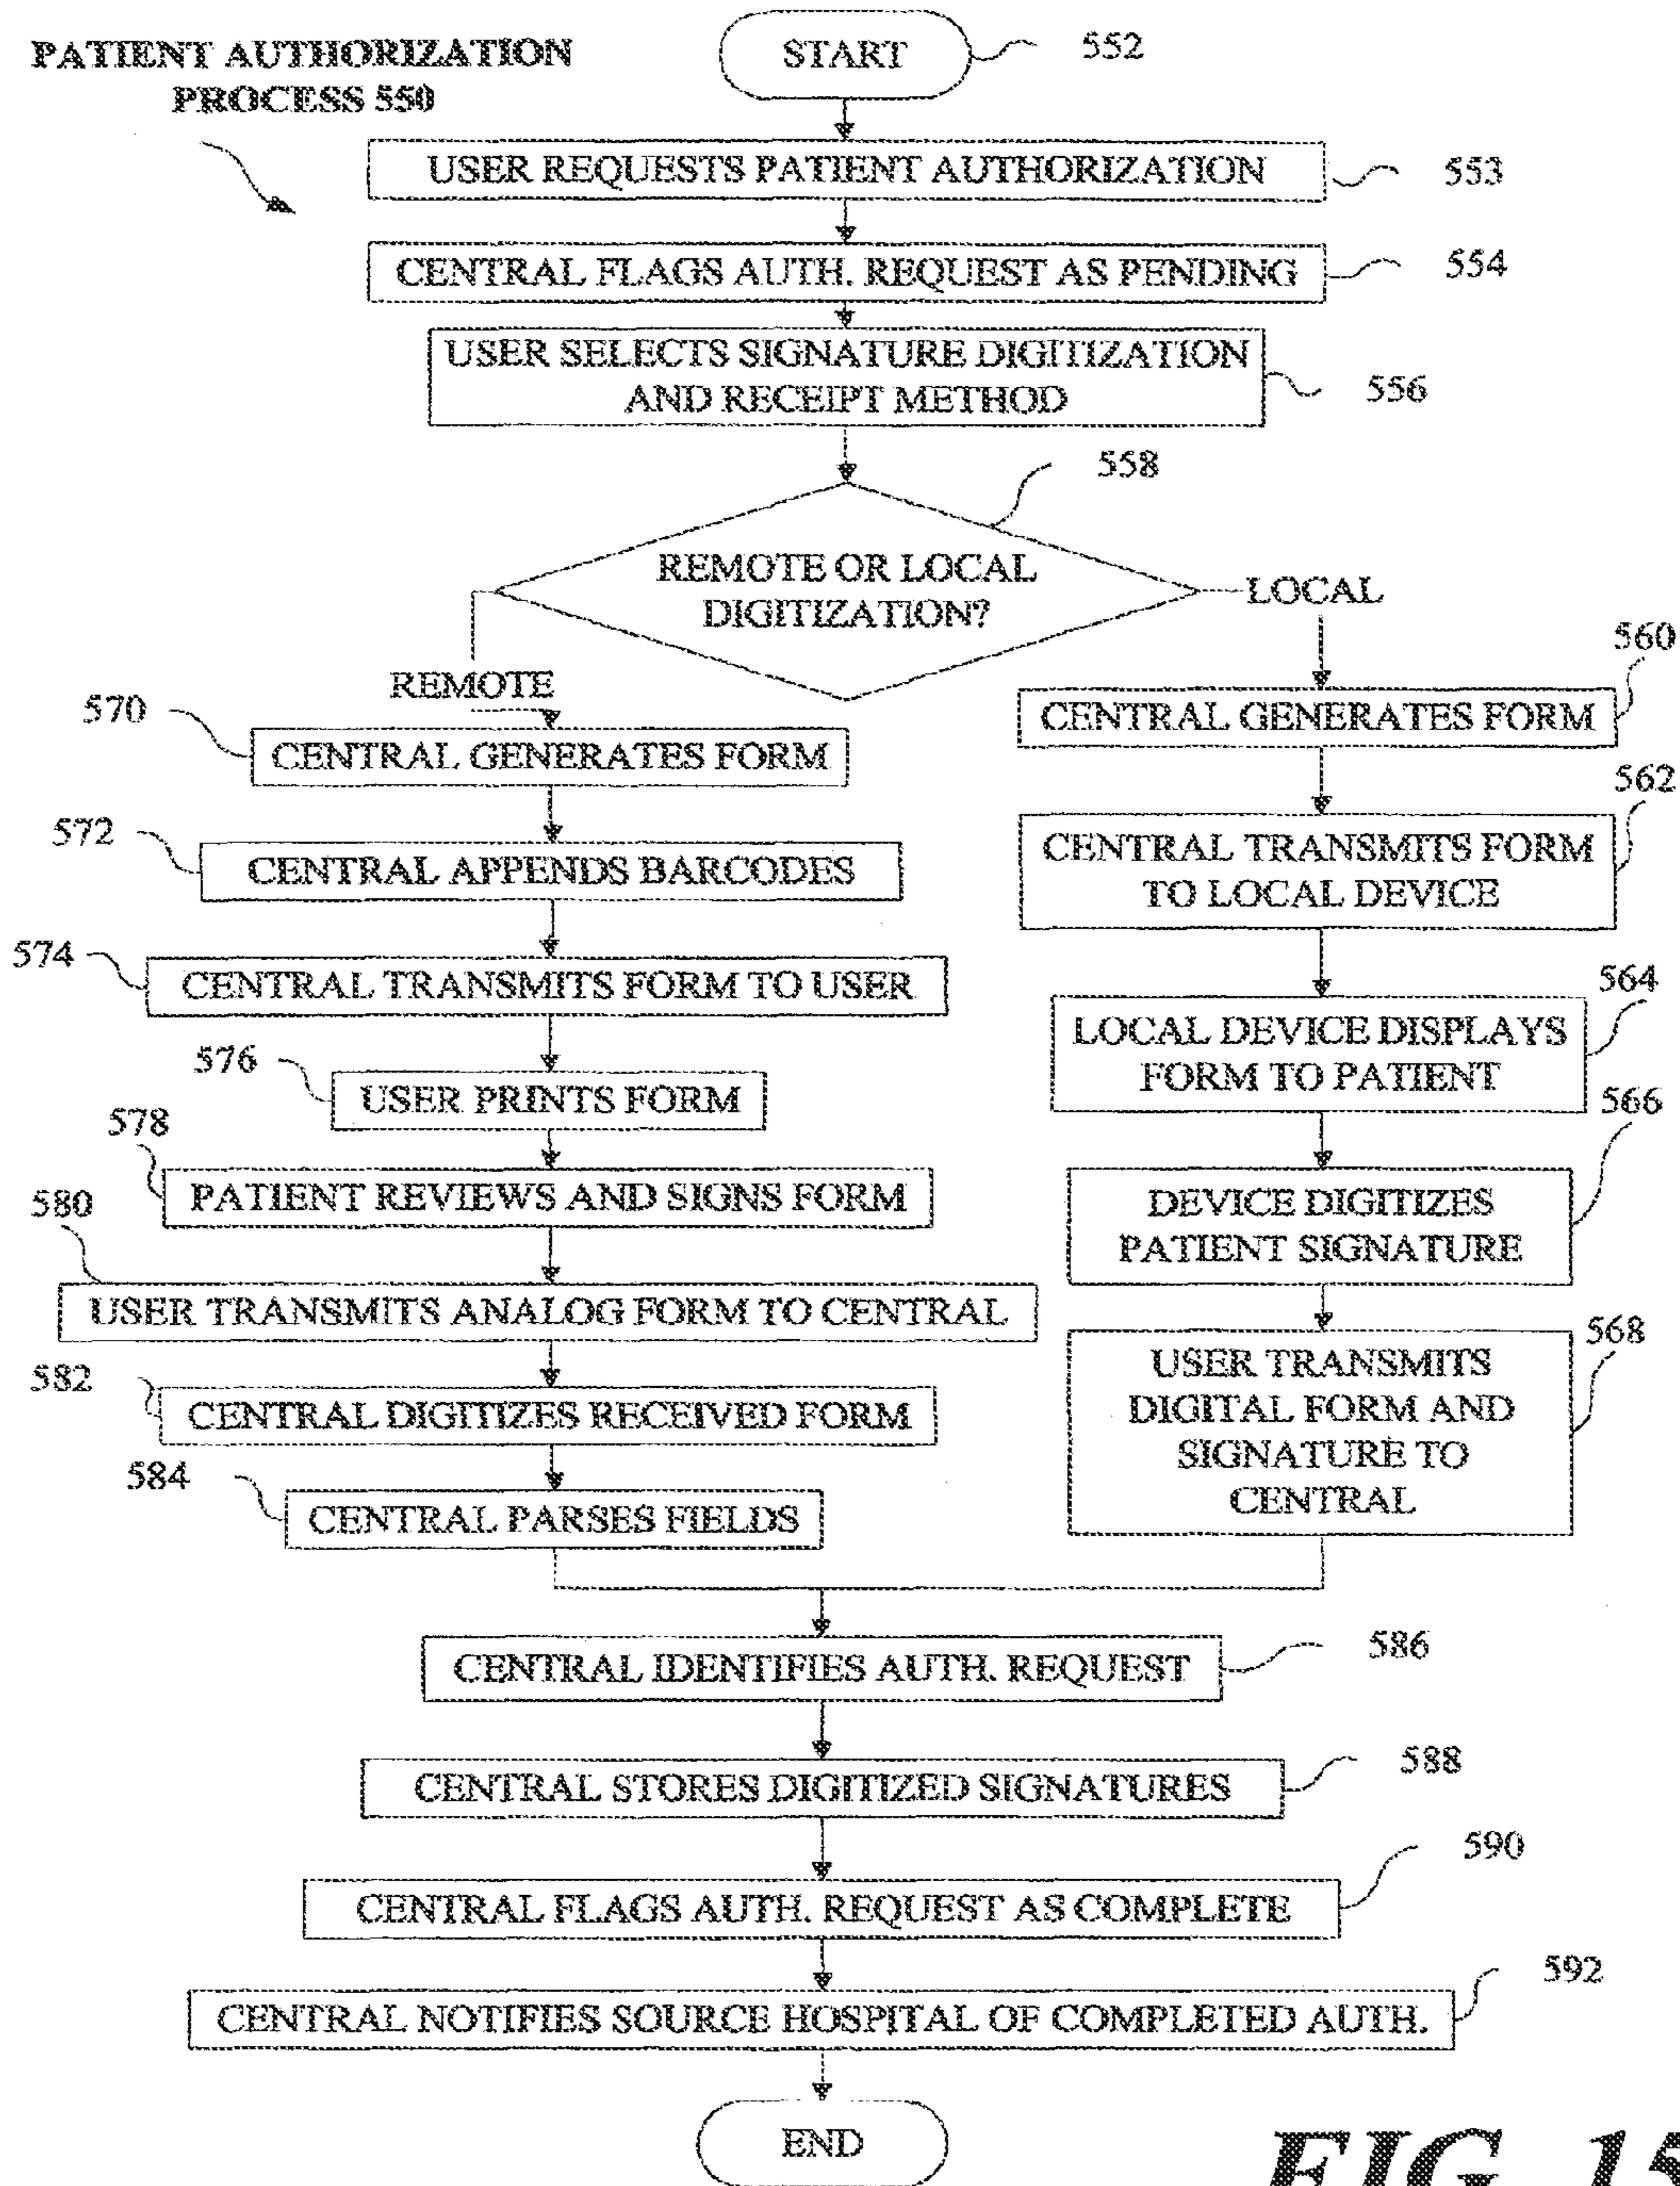 PATIENT AUTHORIZATION
PROCESS 550
START
552
USER REQUESTS PATIENT AUTHORIZATION
553
CENTRAL FLAGS AUTH. REQUEST AS PENDING
554
USER SELECTS SIGNATURE DIGITIZATION
AND RECEIPT METHOD
556
558
REMOTE OR LOCAL
DIGITIZATION?
LOCAL
REMOTE
560
CENTRAL GENERATES FORM
562
CENTRAL TRANSMITS FORM
TO LOCAL DEVICE
564
LOCAL DEVICE DISPLAYS
FORM TO PATIENT
566
DEVICE DIGITIZES
PATIENT SIGNATURE
568
USER TRANSMITS
DIGITAL FORM AND
SIGNATURE TO
CENTRAL
570
CENTRAL GENERATES FORM
572
CENTRAL APPENDS BARCODES
574
CENTRAL TRANSMITS FORM TO USER
576
USER PRINTS FORM
578
PATIENT REVIEWS AND SIGNS FORM
580
USER TRANSMITS ANALOG FORM TO CENTRAL
582
CENTRAL DIGITIZES RECEIVED FORM
584
CENTRAL PARSES FIELDS
CENTRAL IDENTIFIES AUTH. REQUEST
586
CENTRAL STORES DIGITIZED SIGNATURES
588
CENTRAL FLAGS AUTH. REQUEST AS COMPLETE
590
CENTRAL NOTIFIES SOURCE HOSPITAL OF COMPLETED AUTH.
592
END
FIG. 15